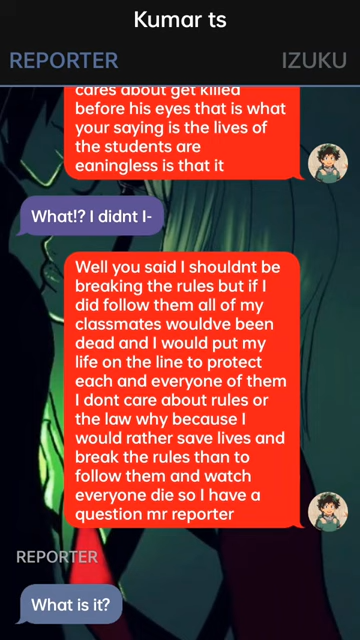 Kumar ts
REPORTER
IZUKU
cares about get killed
before his eyes that is what
your saying is the lives of
the students are
eaningless is that it
What!? I didnt I-
Well you said I shouldnt be
breaking the rules but if I
did follow them all of my
classmates wouldve been
dead and I would put my
life on the line to protect
each and everyone of them
I dont care about rules or
the law why because I
would rather save lives and
break the rules than to
follow them and watch
everyone die so I have a
question mr reporter
REPORTER
What is it?